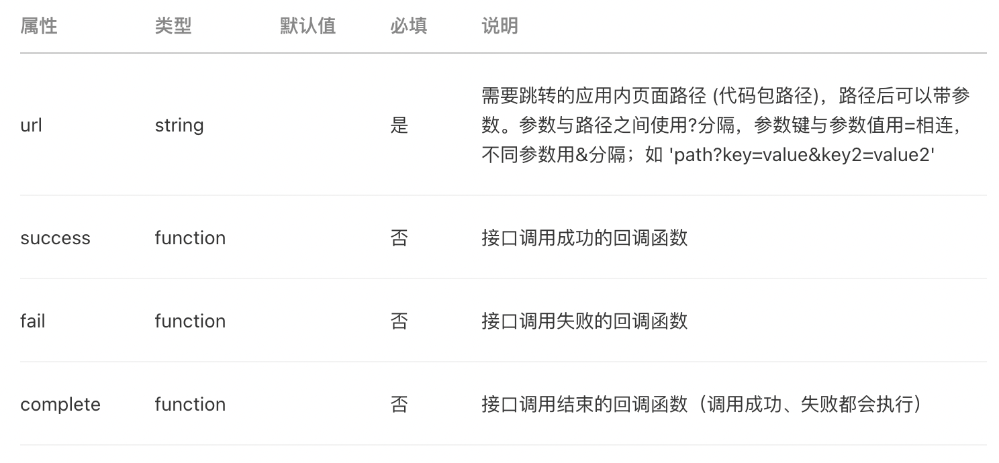 属性 类型 默认值 必填 说明
需要跳转的应用内页面路径 (代码包路径)，路径后可以带参
url string 是 数。参数与路径之间使用?分隔，参数键与参数值用=相连，
不同参数用&分隔；如 'path?key=value&key2=value2'
success function 否 接口调用成功的回调函数
fail function 否 接口调用失败的回调函数
complete function 否 接口调用结束的回调函数（调用成功、失败都会执行）